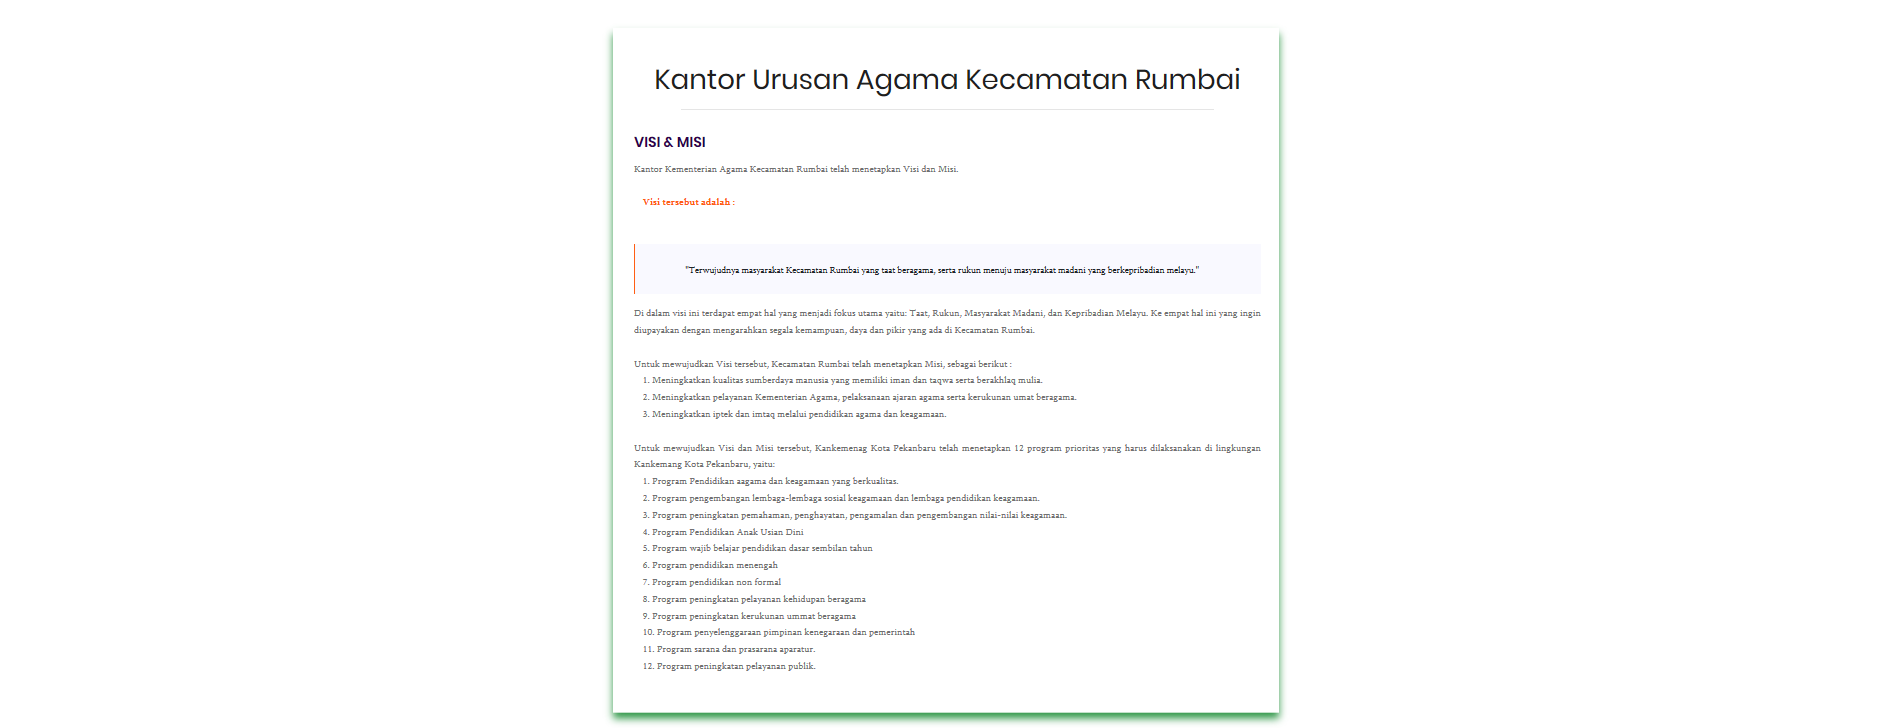 Kantor Urusan Agama Kecamatan Rumbai
VISI & MISI
Kantor Kementerian Agama Kecamatan Rumbai telah menetapkan Visi dan Misi.
Visi tersebut adalah :
"Terwujudnya masyarakat Kecamatan Rumbai yang taat beragama, serta rukun menuju masyarakat madani yang berkepribadian melayu."
Di dalam visi ini terdapat empat hal yang menjadi fokus utama yaitu: Taat, Rukun, Masyarakat Madani, dan Kepribadian Melayu. Ke empat hal ini yang ingin
diupayakan dengan mengarahkan segala kemampuan, daya dan pikir yang ada di Kecamatan Rumbai.
Untuk mewujudkan Visi tersebut, Kecamatan Rumbai telah menetapkan Misi, sebagai berikut :
1. Meningkatkan kualitas sumberdaya manusia yang memiliki iman dan taqwa serta berakhlaq mulia.
2. Meningkatkan pelayanan Kementerian Agama, pelaksanaan ajaran agama serta kerukunan umat beragama.
3. Meningkatkan iptek dan imtaq melalui pendidikan agama dan keagamaan.
Untuk mewujudkan Visi dan Misi tersebut, Kankemenag Kota Pekanbaru telah menetapkan 12 program prioritas yang harus dilaksanakan di lingkungan
Kankemang Kota Pekanbaru, yaitu:
1. Program Pendidikan aagama dan keagamaan yang berkualitas.
2. Program pengembangan lembaga-lembaga sosial keagamaan dan lembaga pendidikan keagamaan.
3. Program peningkatan pemahaman, penghayatan, pengamalan dan pengembangan nilai-nilai keagamaan.
4. Program Pendidikan Anak Usian Dini
5. Program wajib belajar pendidikan dasar sembilan tahun
6. Program pendidikan menengah
7. Program pendidikan non formal
8. Program peningkatan pelayanan kehidupan beragama
9. Program peningkatan kerukunan ummat beragama
10. Program penyelenggaraan pimpinan kenegaraan dan pemerintah
11. Program sarana dan prasarana aparatur.
12. Program peningkatan pelayanan publik.